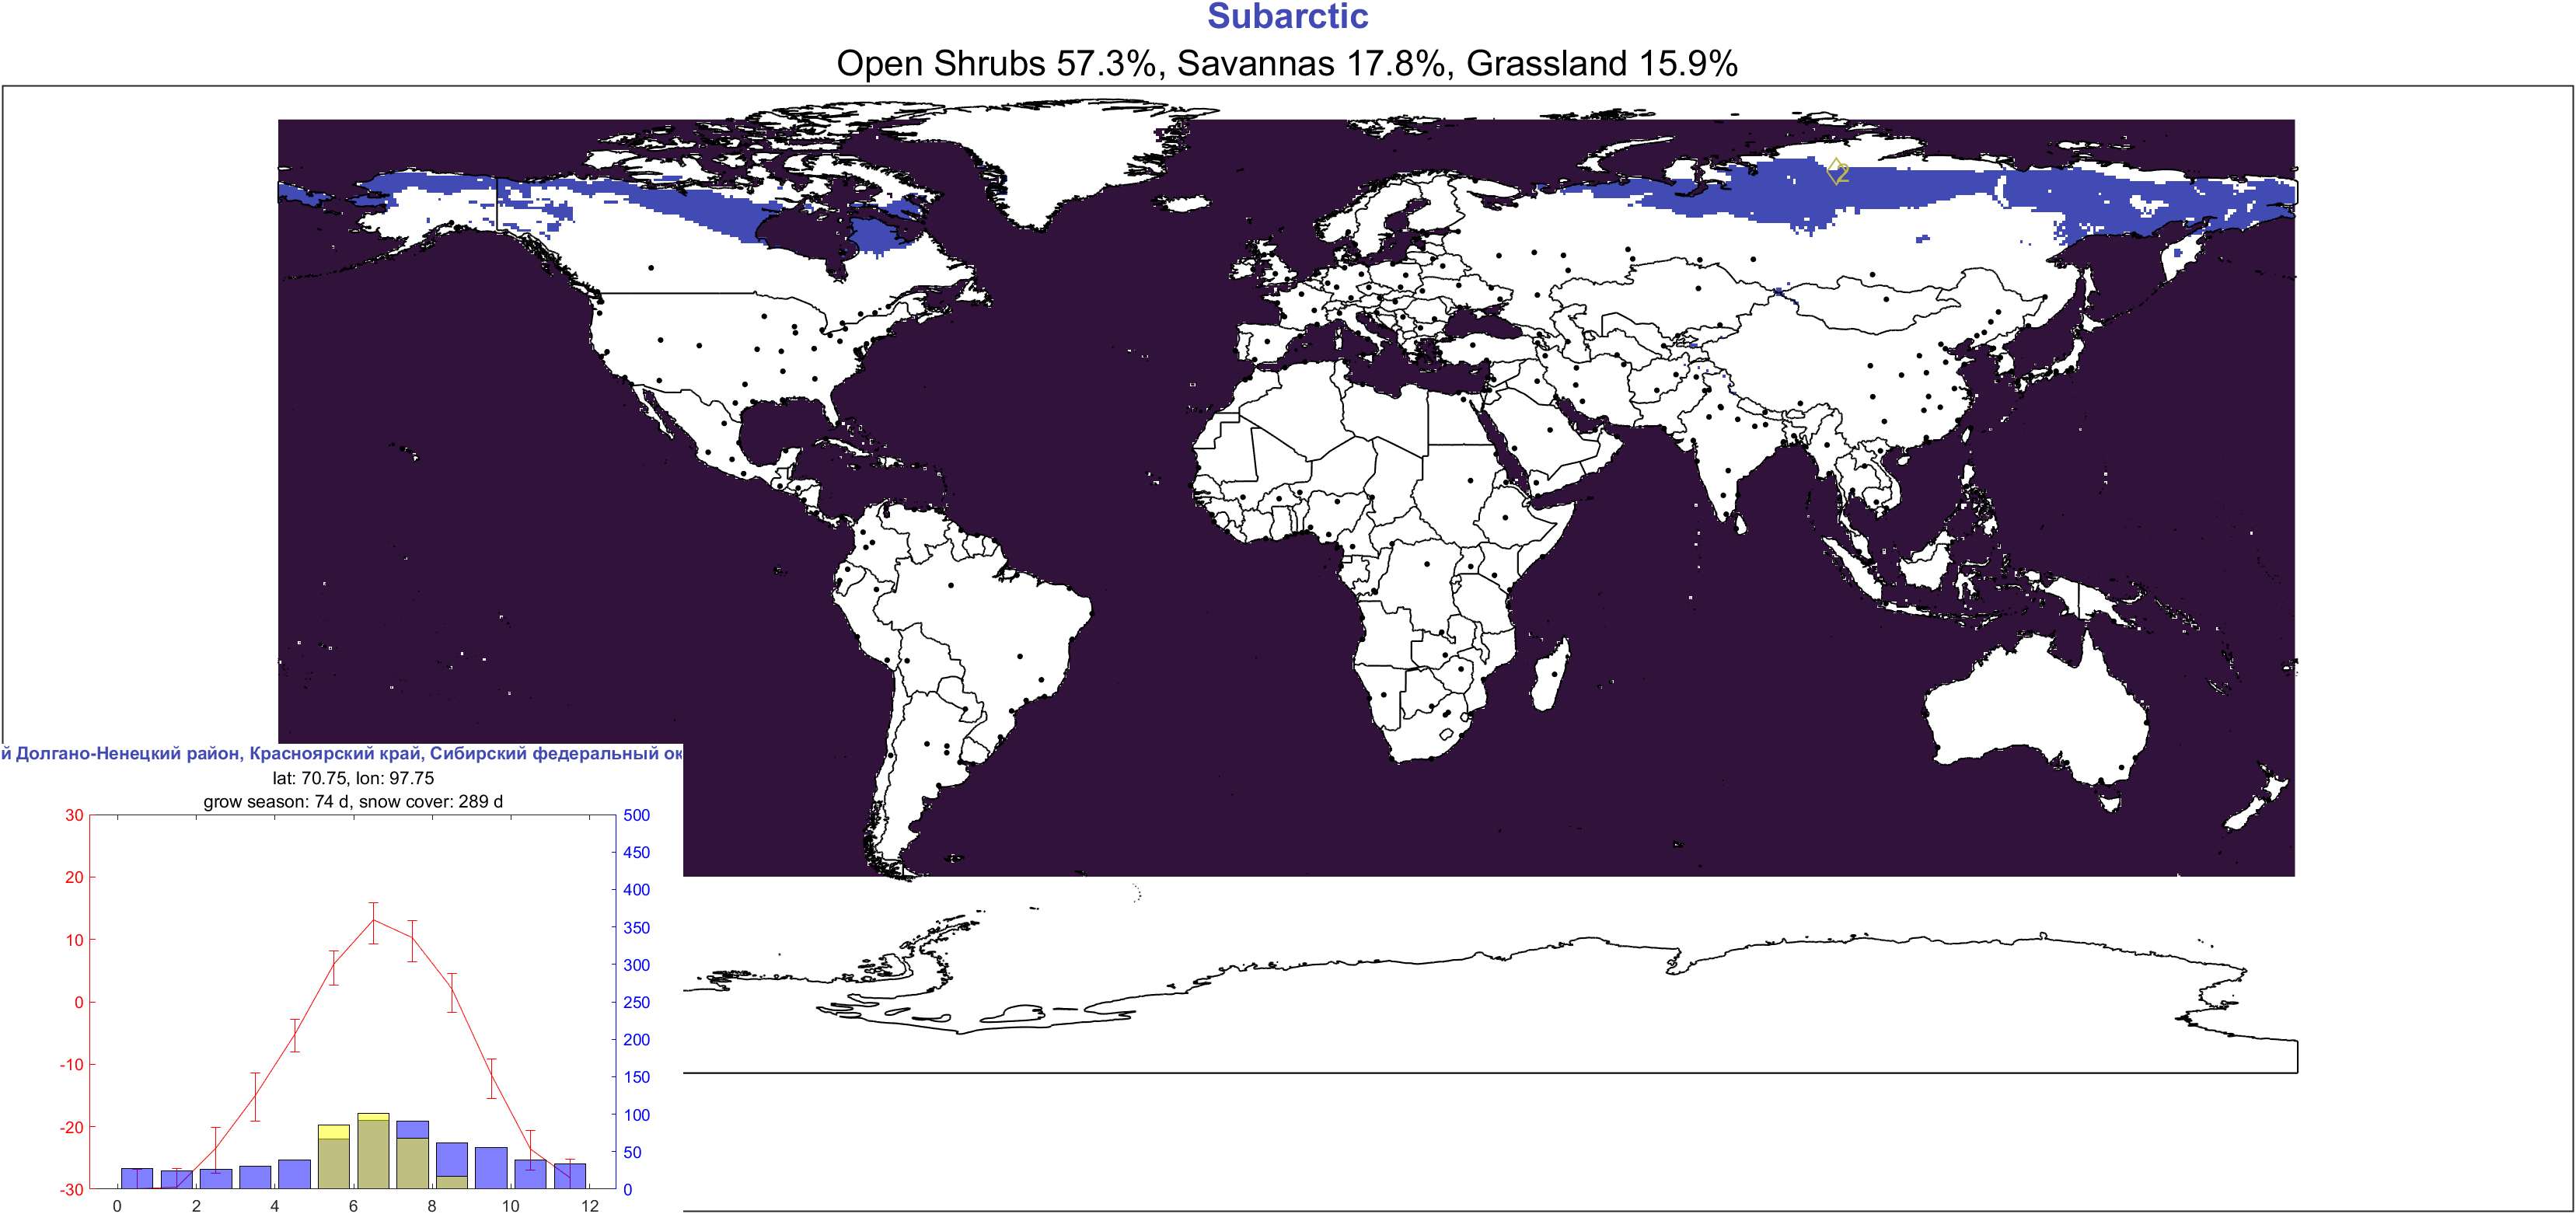 Subarctic
Open Shrubs 57.3%, Savannas 17.8%, Grassland 15.9%
2
й Долгано-Ненецкий район, Красноярский край, Сибирский федеральный ок
lat: 70.75, lon: 97.75
grow season: 74 d, snow cover: 289 d
30 500
450
20 400
350
10 300
0 250
200
-10 150
100
-20 50
-30 0
0 2 4 6 8 10 12